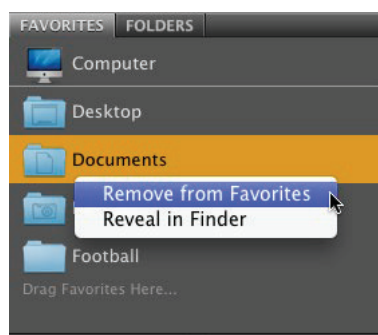 FAVORITES FOLDERS
Computer
Desktop
Documents
Remove from Favorites
Reveal in Finder
Football
Drag Favorites Here...